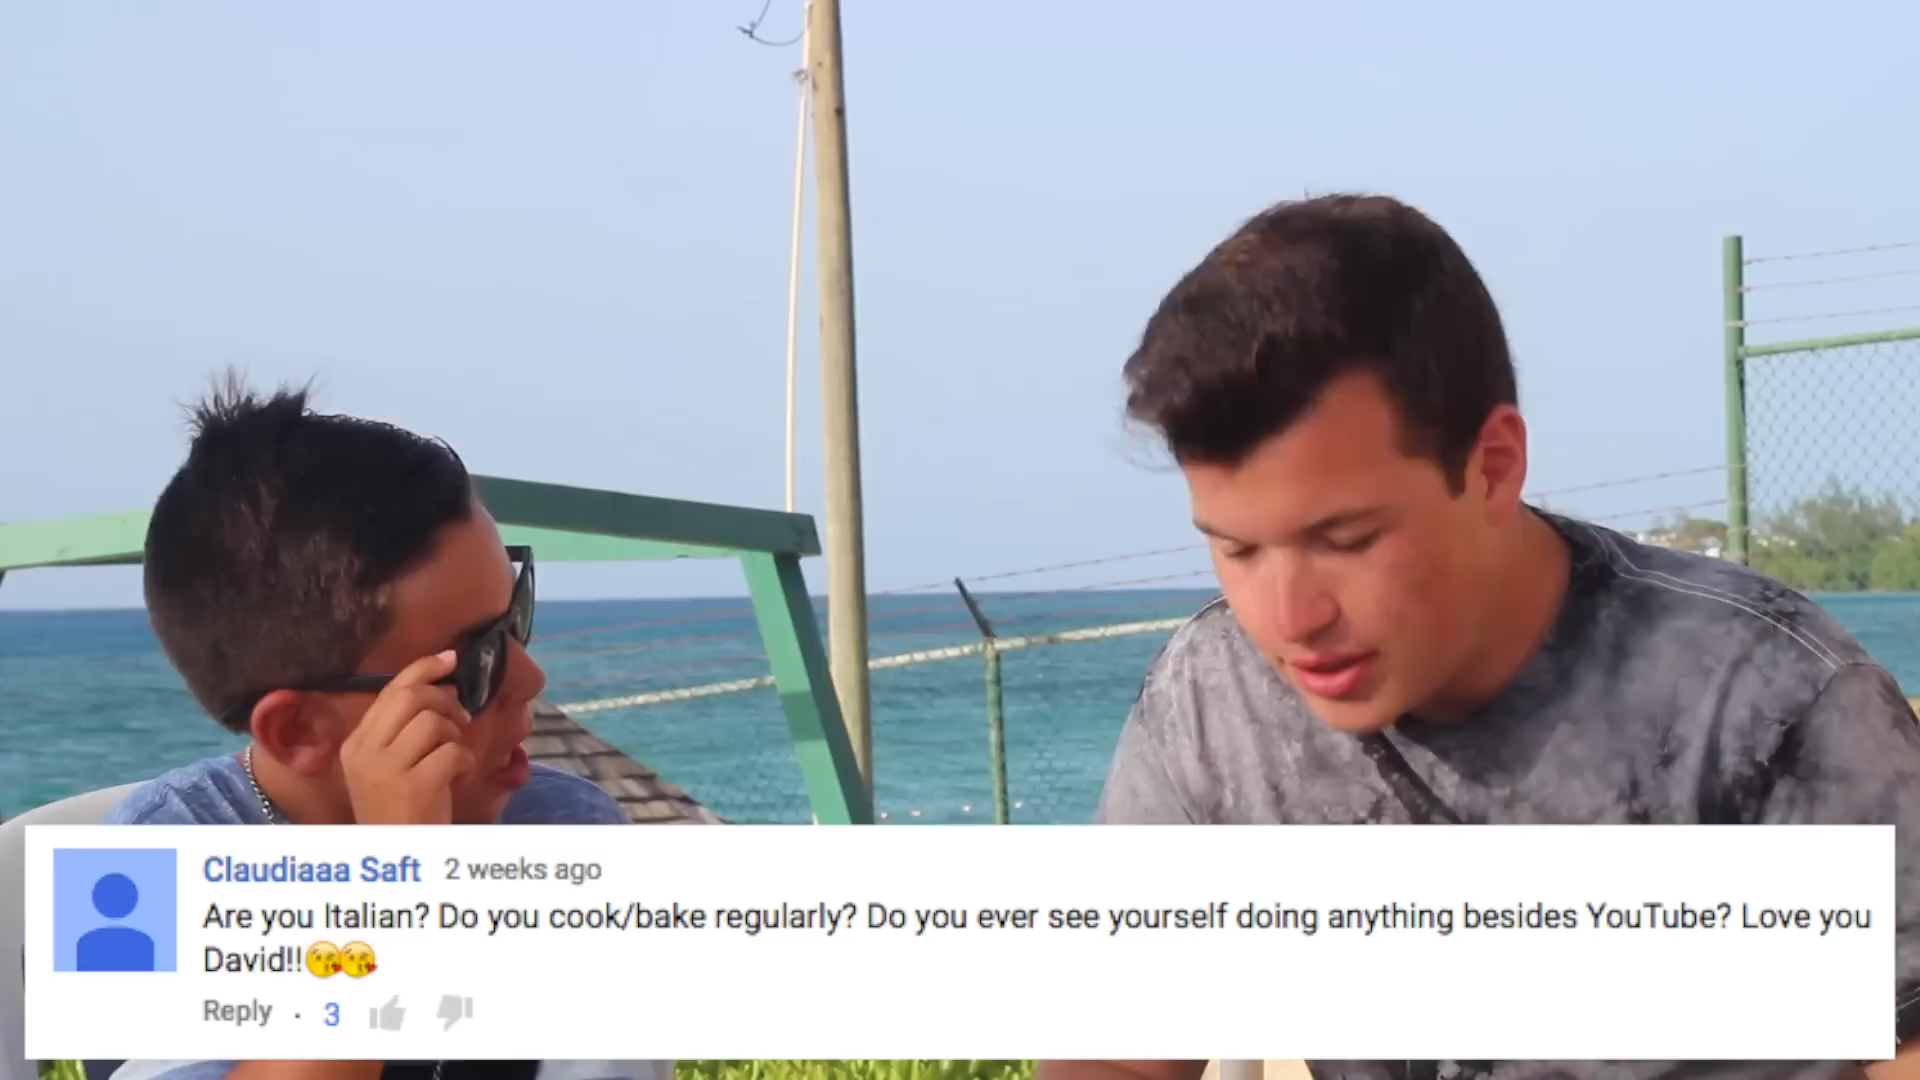 Claudiaaa Saft 2 weeks ago
Are you Italian? Do you cook/bake regularly? Do you ever see yourself doing anything besides YouTube? Love you
David!!😘😘
Reply · 3